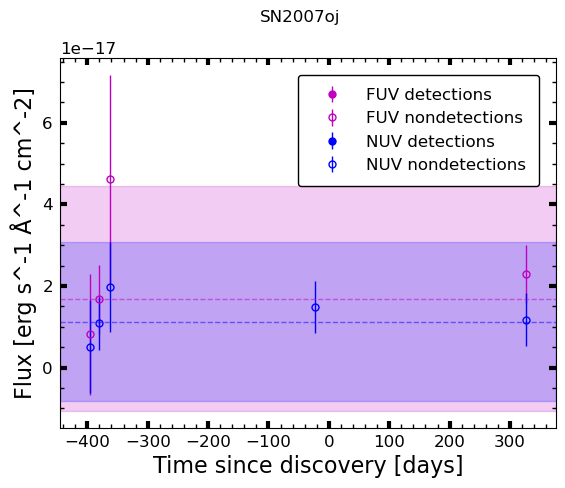 SN2007oj
1e−17
FUV detections
FUV nondetections
NUV detections
NUV nondetections
6
4
2
0
Flux [erg s^-1 Å^-1 cm^-2]
−400 −300 −200 −100 0 100 200 300
Time since discovery [days]